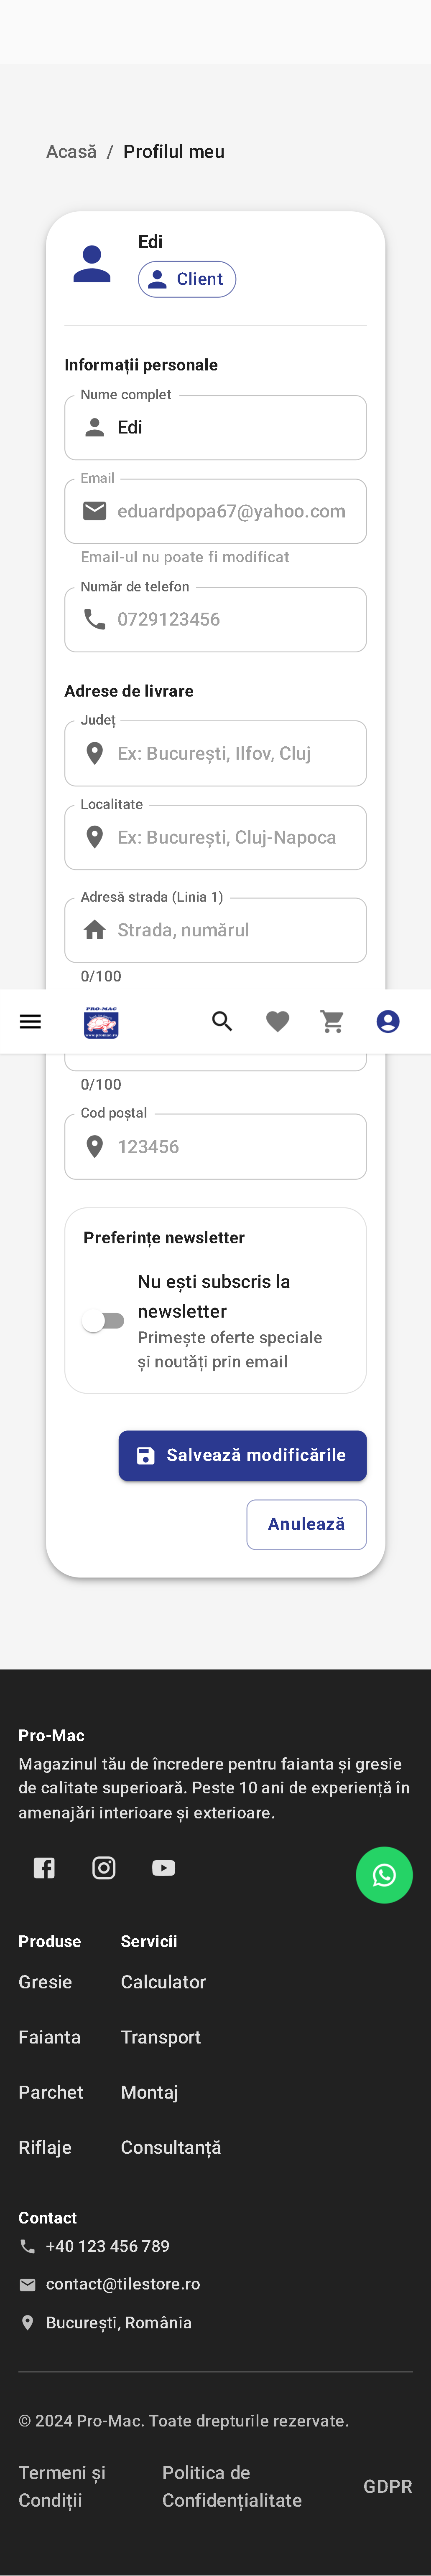 Acasă / Profilul meu
Edi
Client
Informații personale
Nume complet
Edi
Email
eduardpopa67@yahoo.com
Email-ul nu poate fi modificat
Număr de telefon
0729123456
Adrese de livrare
Județ
Ex: București, Ilfov, Cluj
Localitate
Ex: București, Cluj-Napoca
Adresă strada (Linia 1)
Strada, numărul
0/100
PRO-MAC
0/100
Cod poștal
123456
Preferințe newsletter
Nu ești subscris la
newsletter
Primește oferte speciale
și noutăți prin email
Salvează modificările
Anulează
Pro-Mac
Magazinul tău de încredere pentru faianta și gresie
de calitate superioară. Peste 10 ani de experiență în
amenajări interioare și exterioare.
Produse Servicii
Gresie Calculator
Faianta Transport
Parchet Montaj
Riflaje Consultanță
Contact
+40 123 456 789
contact@tilestore.ro
București, România
© 2024 Pro-Mac. Toate drepturile rezervate.
Termeni și Condiții
Politica de Confidențialitate
GDPR